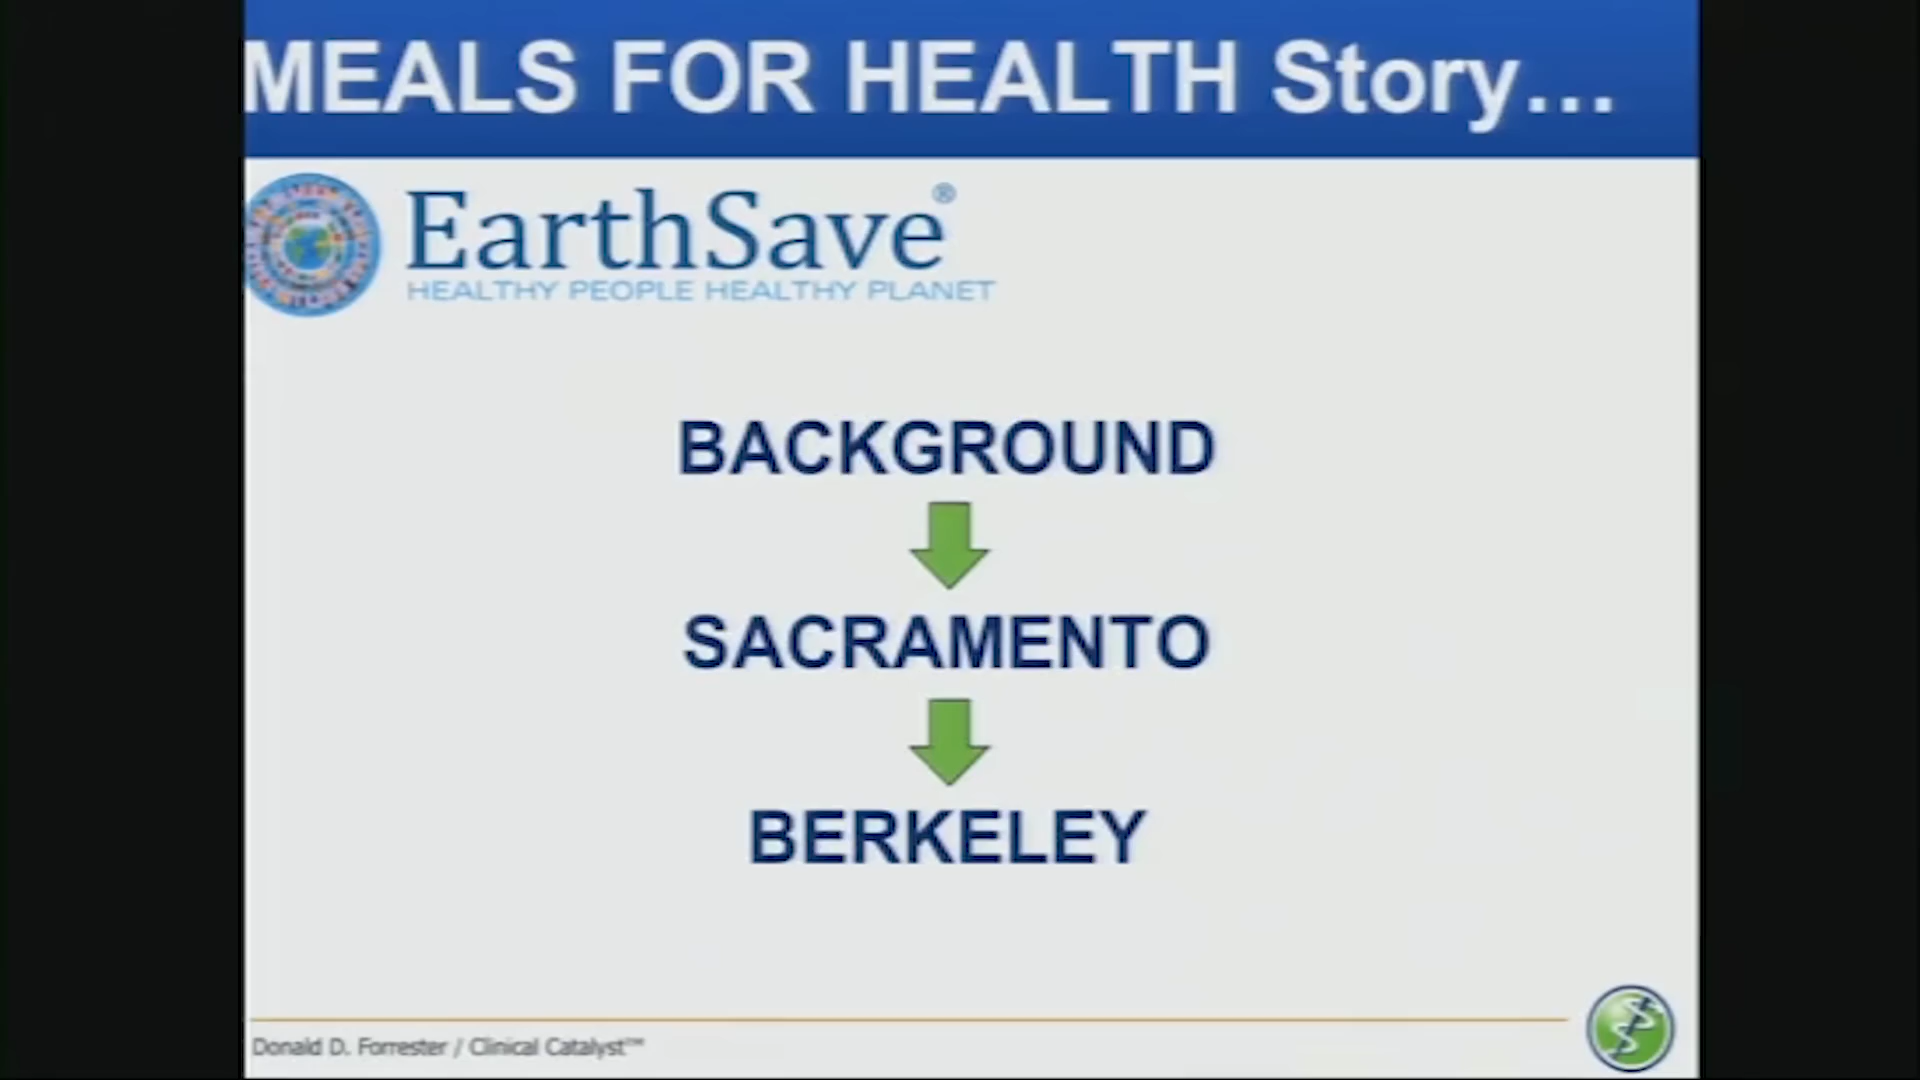 MEALS FOR HEALTH Story...
EarthSave®
HEALTHY PEOPLE HEALTHY PLANET
BACKGROUND
SACRAMENTO
BERKELEY
Donald D. Forrester / Clinical Catalyst™